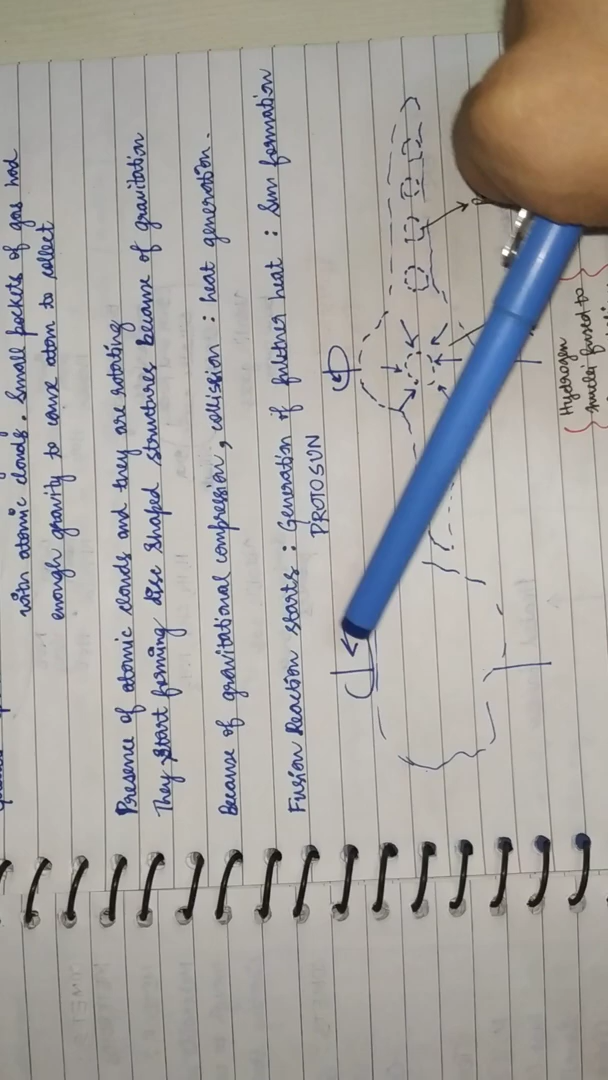 with atomic clouds. Small pockets of gas had
enough gravity to cause atom to collect
Presence of atomic clouds and they are rotating
They start forming disc shaped structures because of gravitation
Because of gravitational compression, collision : heat generation.
Fusion Reaction starts : Generation of further heat : Sun formation
PROTOSUN
Hydrogen
nuclei fused to